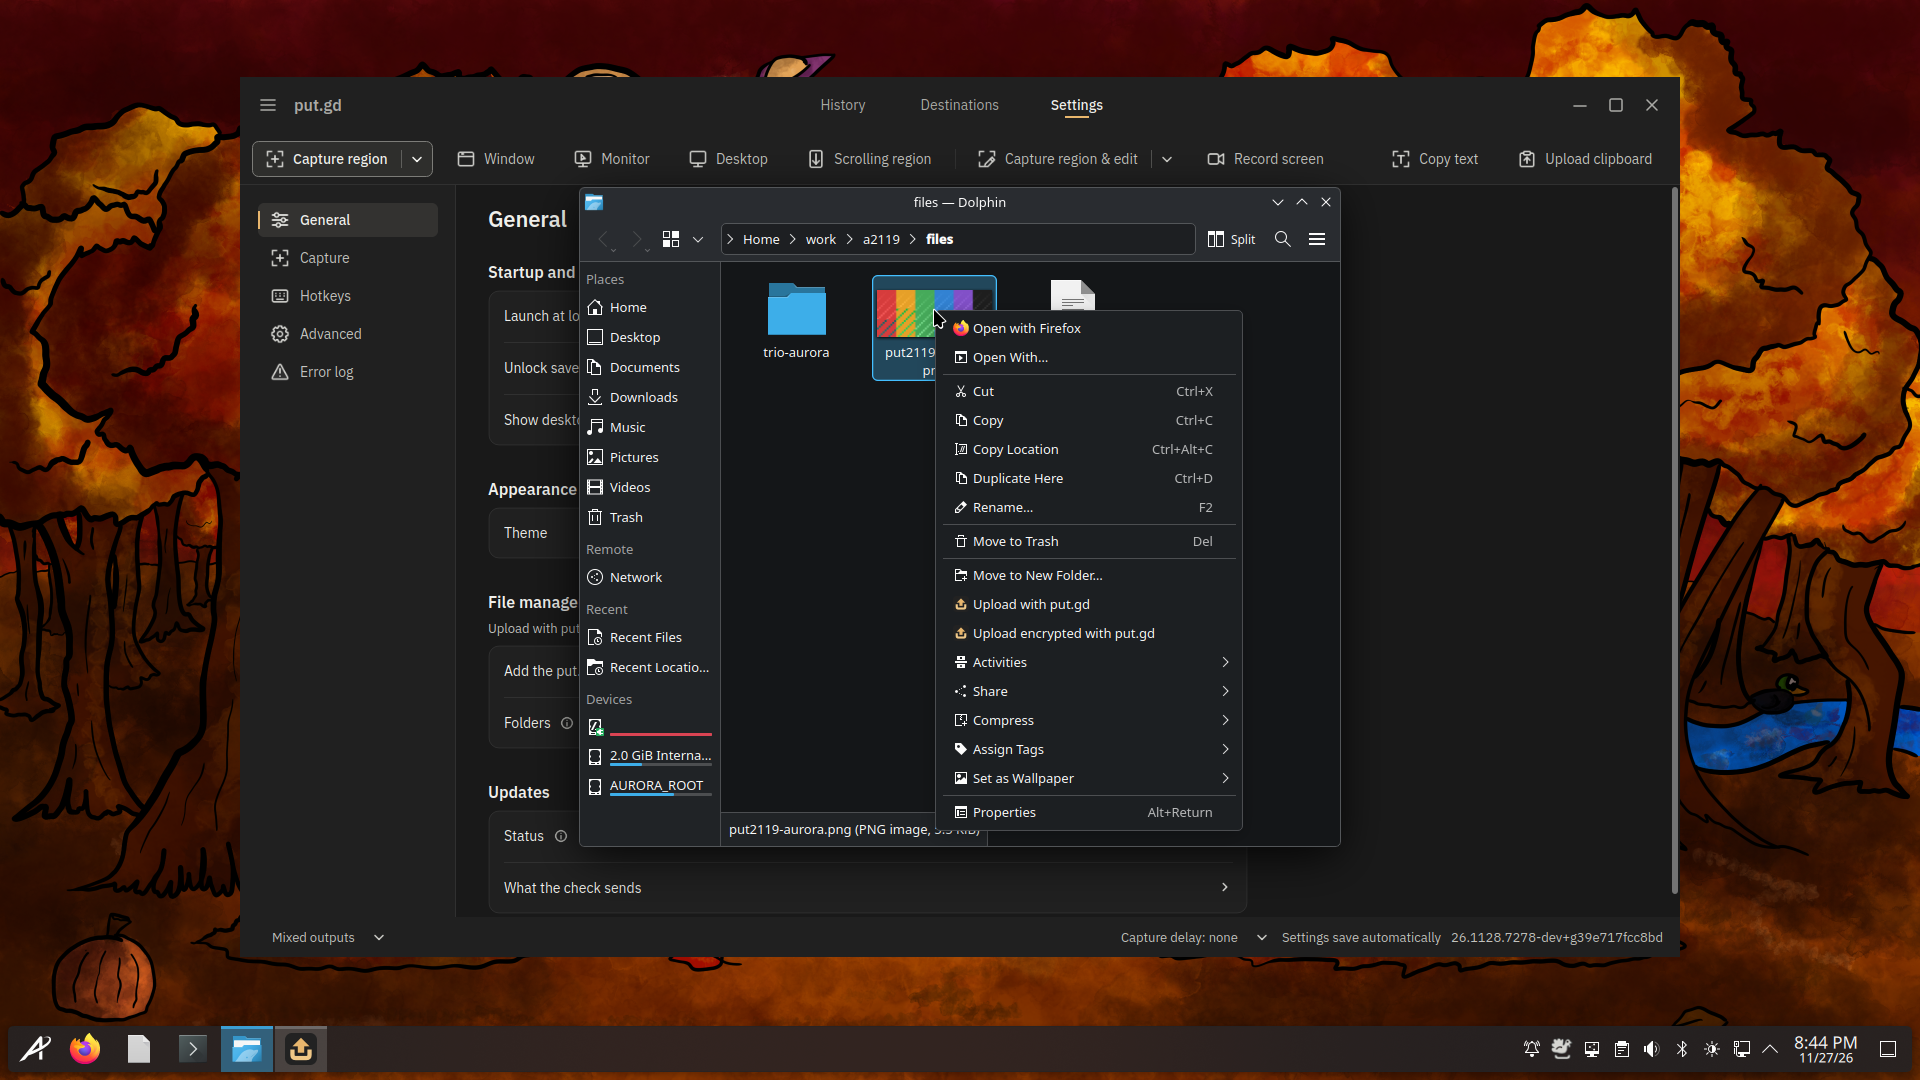 put.gd
History
Destinations
Settings
Capture region
Window
Monitor
Desktop
Scrolling region
Capture region & edit
Record screen
Copy text
Upload clipboard
General
Capture
Hotkeys
Advanced
Error log
General
Startup and
Launch at lo
Unlock save
Show deskt
Appearance
Theme
File manage
Upload with put
Add the put.
Folders
Updates
Status
What the check sends
files — Dolphin
Home
work
a2119
files
Split
Places
Home
Desktop
Documents
Downloads
Music
Pictures
Videos
Trash
Remote
Network
Recent
Recent Files
Recent Locatio...
Devices
2.0 GiB Interna...
AURORA_ROOT
trio-aurora
put2119
pr
put2119-aurora.png (PNG image,
Open with Firefox
Open With...
Cut Ctrl+X
Copy Ctrl+C
Copy Location Ctrl+Alt+C
Duplicate Here Ctrl+D
Rename... F2
Move to Trash Del
Move to New Folder...
Upload with put.gd
Upload encrypted with put.gd
Activities
Share
Compress
Assign Tags
Set as Wallpaper
Properties Alt+Return
Mixed outputs
Capture delay: none
Settings save automatically
26.1128.7278-dev+g39e717fcc8bd
8:44 PM
11/27/26